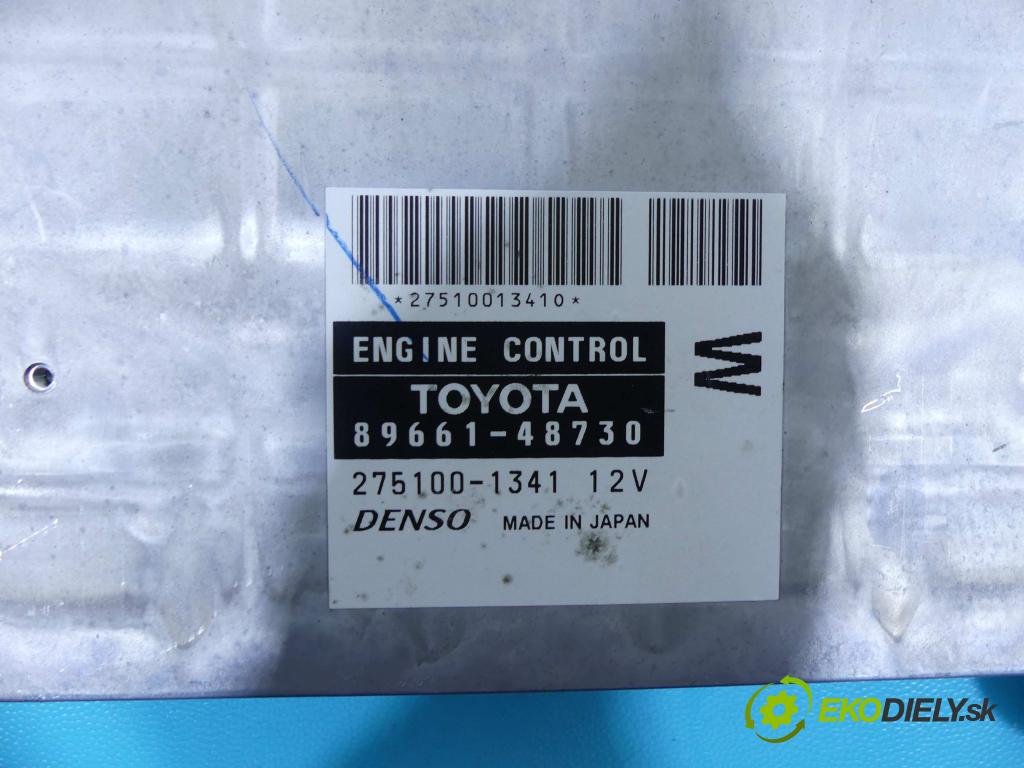 *27510013410*
ENGINE CONTROL
W
TOYOTA
89661-48730
275100-1341 12V
DENSO MADE IN JAPAN
EKODIELY.sk